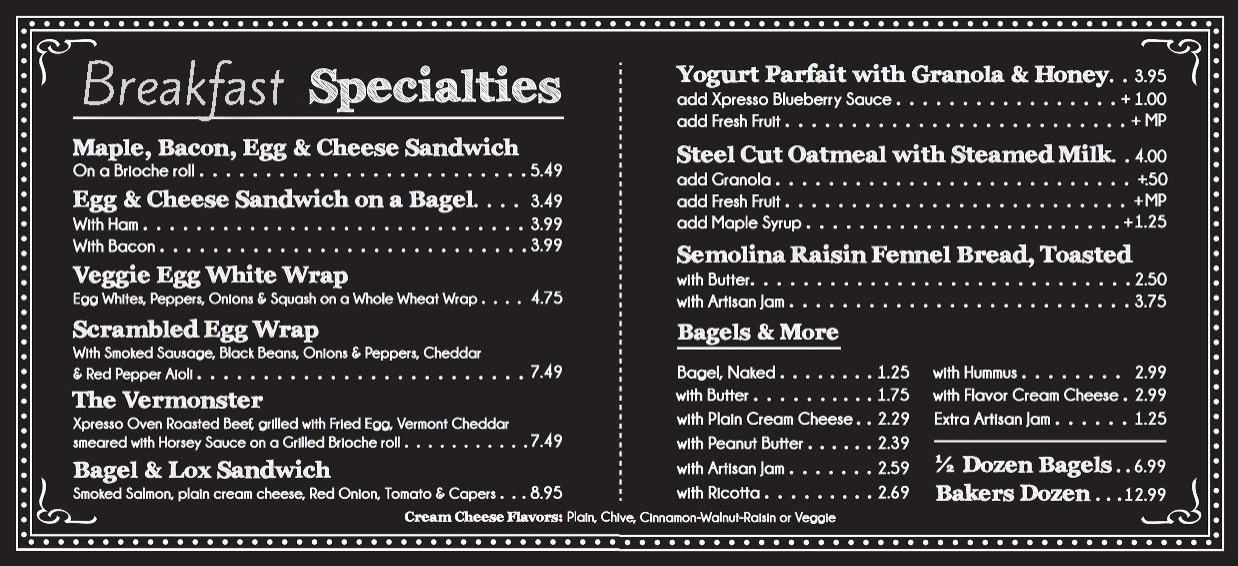 Breakfast Specialties
Maple, Bacon, Egg & Cheese Sandwich
On a Brioche roll . . . . . . . . . . . . . . . . . . . . . . . . . . . . . 5.49
Egg & Cheese Sandwich on a Bagel. . . . 3.49
With Ham . . . . . . . . . . . . . . . . . . . . . . . . . . . . . . . . . . 3.99
With Bacon . . . . . . . . . . . . . . . . . . . . . . . . . . . . . . . . 3.99
Veggie Egg White Wrap
Egg Whites, Peppers, Onions & Squash on a Whole Wheat Wrap . . . . 4.75
Scrambled Egg Wrap
With Smoked Sausage, Black Beans, Onions & Peppers, Cheddar
& Red Pepper Aioli . . . . . . . . . . . . . . . . . . . . . . . . . . . . . 7.49
The Vermonster
Xpresso Oven Roasted Beef, grilled with Fried Egg, Vermont Cheddar
smeared with Horsey Sauce on a Grilled Brioche roll . . . . . . . . . . . 7.49
Bagel & Lox Sandwich
Smoked Salmon, plain cream cheese, Red Onion, Tomato & Capers . . . 8.95
Yogurt Parfait with Granola & Honey. . 3.95
add Xpresso Blueberry Sauce . . . . . . . . . . . . . . . . . . . . + 1.00
add Fresh Fruit . . . . . . . . . . . . . . . . . . . . . . . . . . . . . . . + MP
Steel Cut Oatmeal with Steamed Milk. . 4.00
add Granola . . . . . . . . . . . . . . . . . . . . . . . . . . . . . . . . +.50
add Fresh Fruit . . . . . . . . . . . . . . . . . . . . . . . . . . . . . . . +MP
add Maple Syrup . . . . . . . . . . . . . . . . . . . . . . . . . . . . +1.25
Semolina Raisin Fennel Bread, Toasted
with Butter. . . . . . . . . . . . . . . . . . . . . . . . . . . . . . . . . . 2.50
with Artisan Jam . . . . . . . . . . . . . . . . . . . . . . . . . . . . . . 3.75
Bagels & More
Bagel, Naked . . . . . . . . . 1.25
with Butter . . . . . . . . . . . 1.75
with Plain Cream Cheese . . 2.29
with Peanut Butter . . . . . . 2.39
with Artisan Jam . . . . . . . . 2.59
with Ricotta . . . . . . . . . . 2.69
with Hummus . . . . . . . . . 2.99
with Flavor Cream Cheese . 2.99
Extra Artisan Jam . . . . . . 1.25
½ Dozen Bagels . . 6.99
Bakers Dozen . . . 12.99
Cream Cheese Flavors: Plain, Chive, Cinnamon-Walnut-Raisin or Veggie